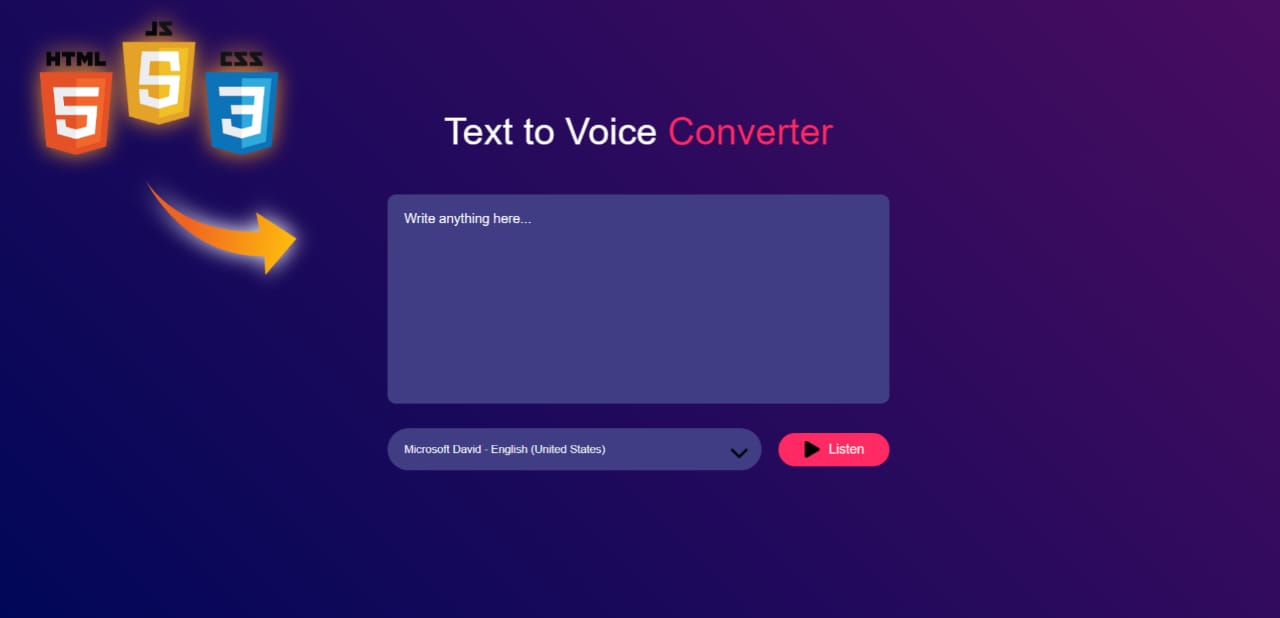 JS
HTML
CSS
5
5
3
Text to Voice Converter
Write anything here...
Microsoft David - English (United States)
Listen